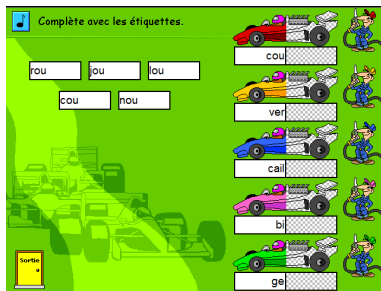 Complète avec les étiquettes.
rou jou lou
cou nou
cou
ver
cail
bi
ge
Sortie